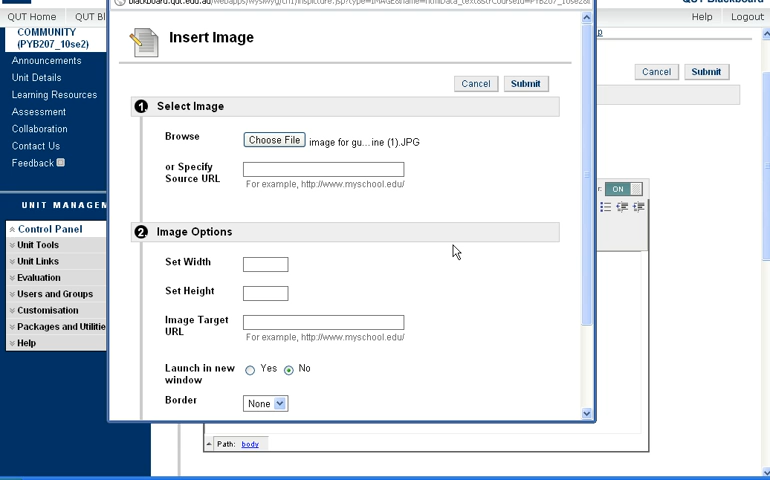 QUT Home QUT Bl
Help Logout
COMMUNITY
(PYB207_10se2)
Announcements
Unit Details
Learning Resources
Assessment
Collaboration
Contact Us
Feedback
UNIT MANAGEM
Control Panel
Unit Tools
Unit Links
Evaluation
Users and Groups
Customisation
Packages and Utilitie
Help
Insert Image
Cancel Submit
1 Select Image
Browse Choose File image for gu...ine (1).JPG
or Specify
Source URL
For example, http://www.myschool.edu/
2 Image Options
Set Width
Set Height
Image Target
URL
For example, http://www.myschool.edu/
Launch in new
window
Yes No
Border None
Cancel Submit
r: ON
Path: body